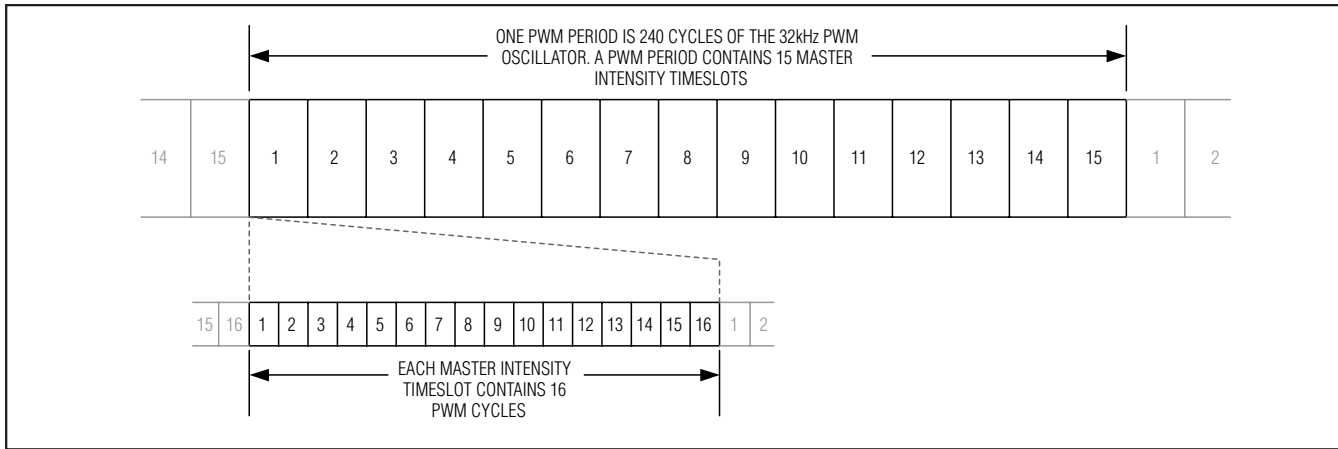 ONE PWM PERIOD IS 240 CYCLES OF THE 32kHz PWM
OSCILLATOR. A PWM PERIOD CONTAINS 15 MASTER
INTENSITY TIMESLOTS
14 15 1 2 3 4 5 6 7 8 9 10 11 12 13 14 15 1 2
15 16 1 2 3 4 5 6 7 8 9 10 11 12 13 14 15 16 1 2
EACH MASTER INTENSITY
TIMESLOT CONTAINS 16
PWM CYCLES